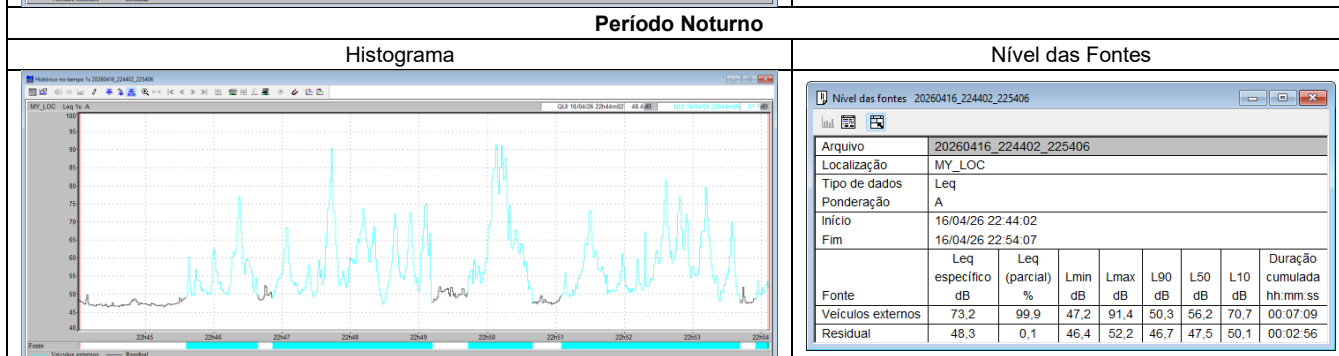 Período Noturno
Histograma
Nível das Fontes
Histórico no tempo 1s 20260416_224402_225406
MY_LOC Leq 1s A
QUI 16/04/26 22h44m02 48.4dB
100
95
90
85
80
75
70
65
60
55
50
45
40
22h45 22h46 22h47 22h48 22h49 22h50 22h51 22h52 22h53 22h54
Fonte
Veículos externos Residual
Nível das fontes 20260416_224402_225406
Arquivo 20260416_224402_225406
Localização MY_LOC
Tipo de dados Leq
Ponderação A
Início 16/04/26 22:44:02
Fim 16/04/26 22:54:07
Leq Leq Duração
específico (parcial) Lmin Lmax L90 L50 L10 cumulada
Fonte dB % dB dB dB dB dB hh:mm:ss
Veículos externos 73,2 99,9 47,2 91,4 50,3 56,2 70,7 00:07:09
Residual 48,3 0,1 46,4 52,2 46,7 47,5 50,1 00:02:56